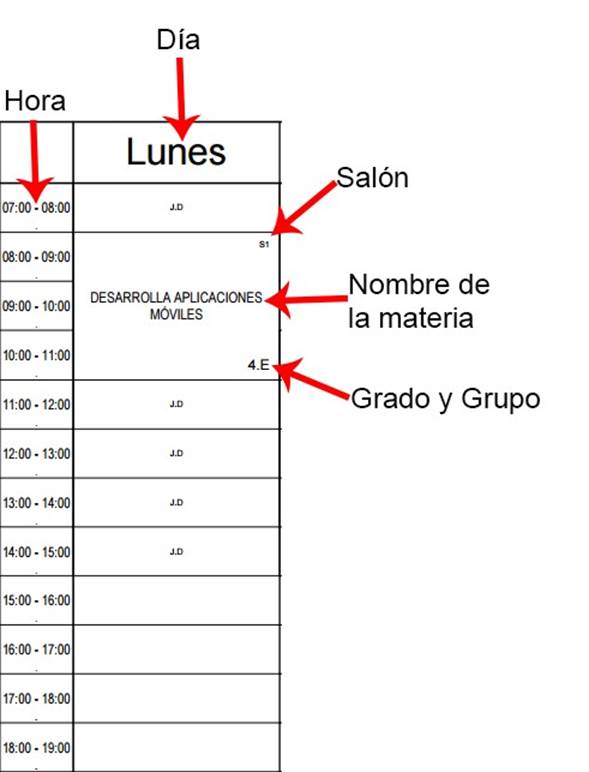 Día
Hora
Lunes
Salón
07:00 - 08:00 J.D
S1
08:00 - 09:00
Nombre de
la materia
DESARROLLA APLICACIONES
MÓVILES
09:00 - 10:00
10:00 - 11:00
4.E
Grado y Grupo
11:00 - 12:00 J.D
12:00 - 13:00 J.D
13:00 - 14:00 J.D
14:00 - 15:00 J.D
15:00 - 16:00
16:00 - 17:00
17:00 - 18:00
18:00 - 19:00